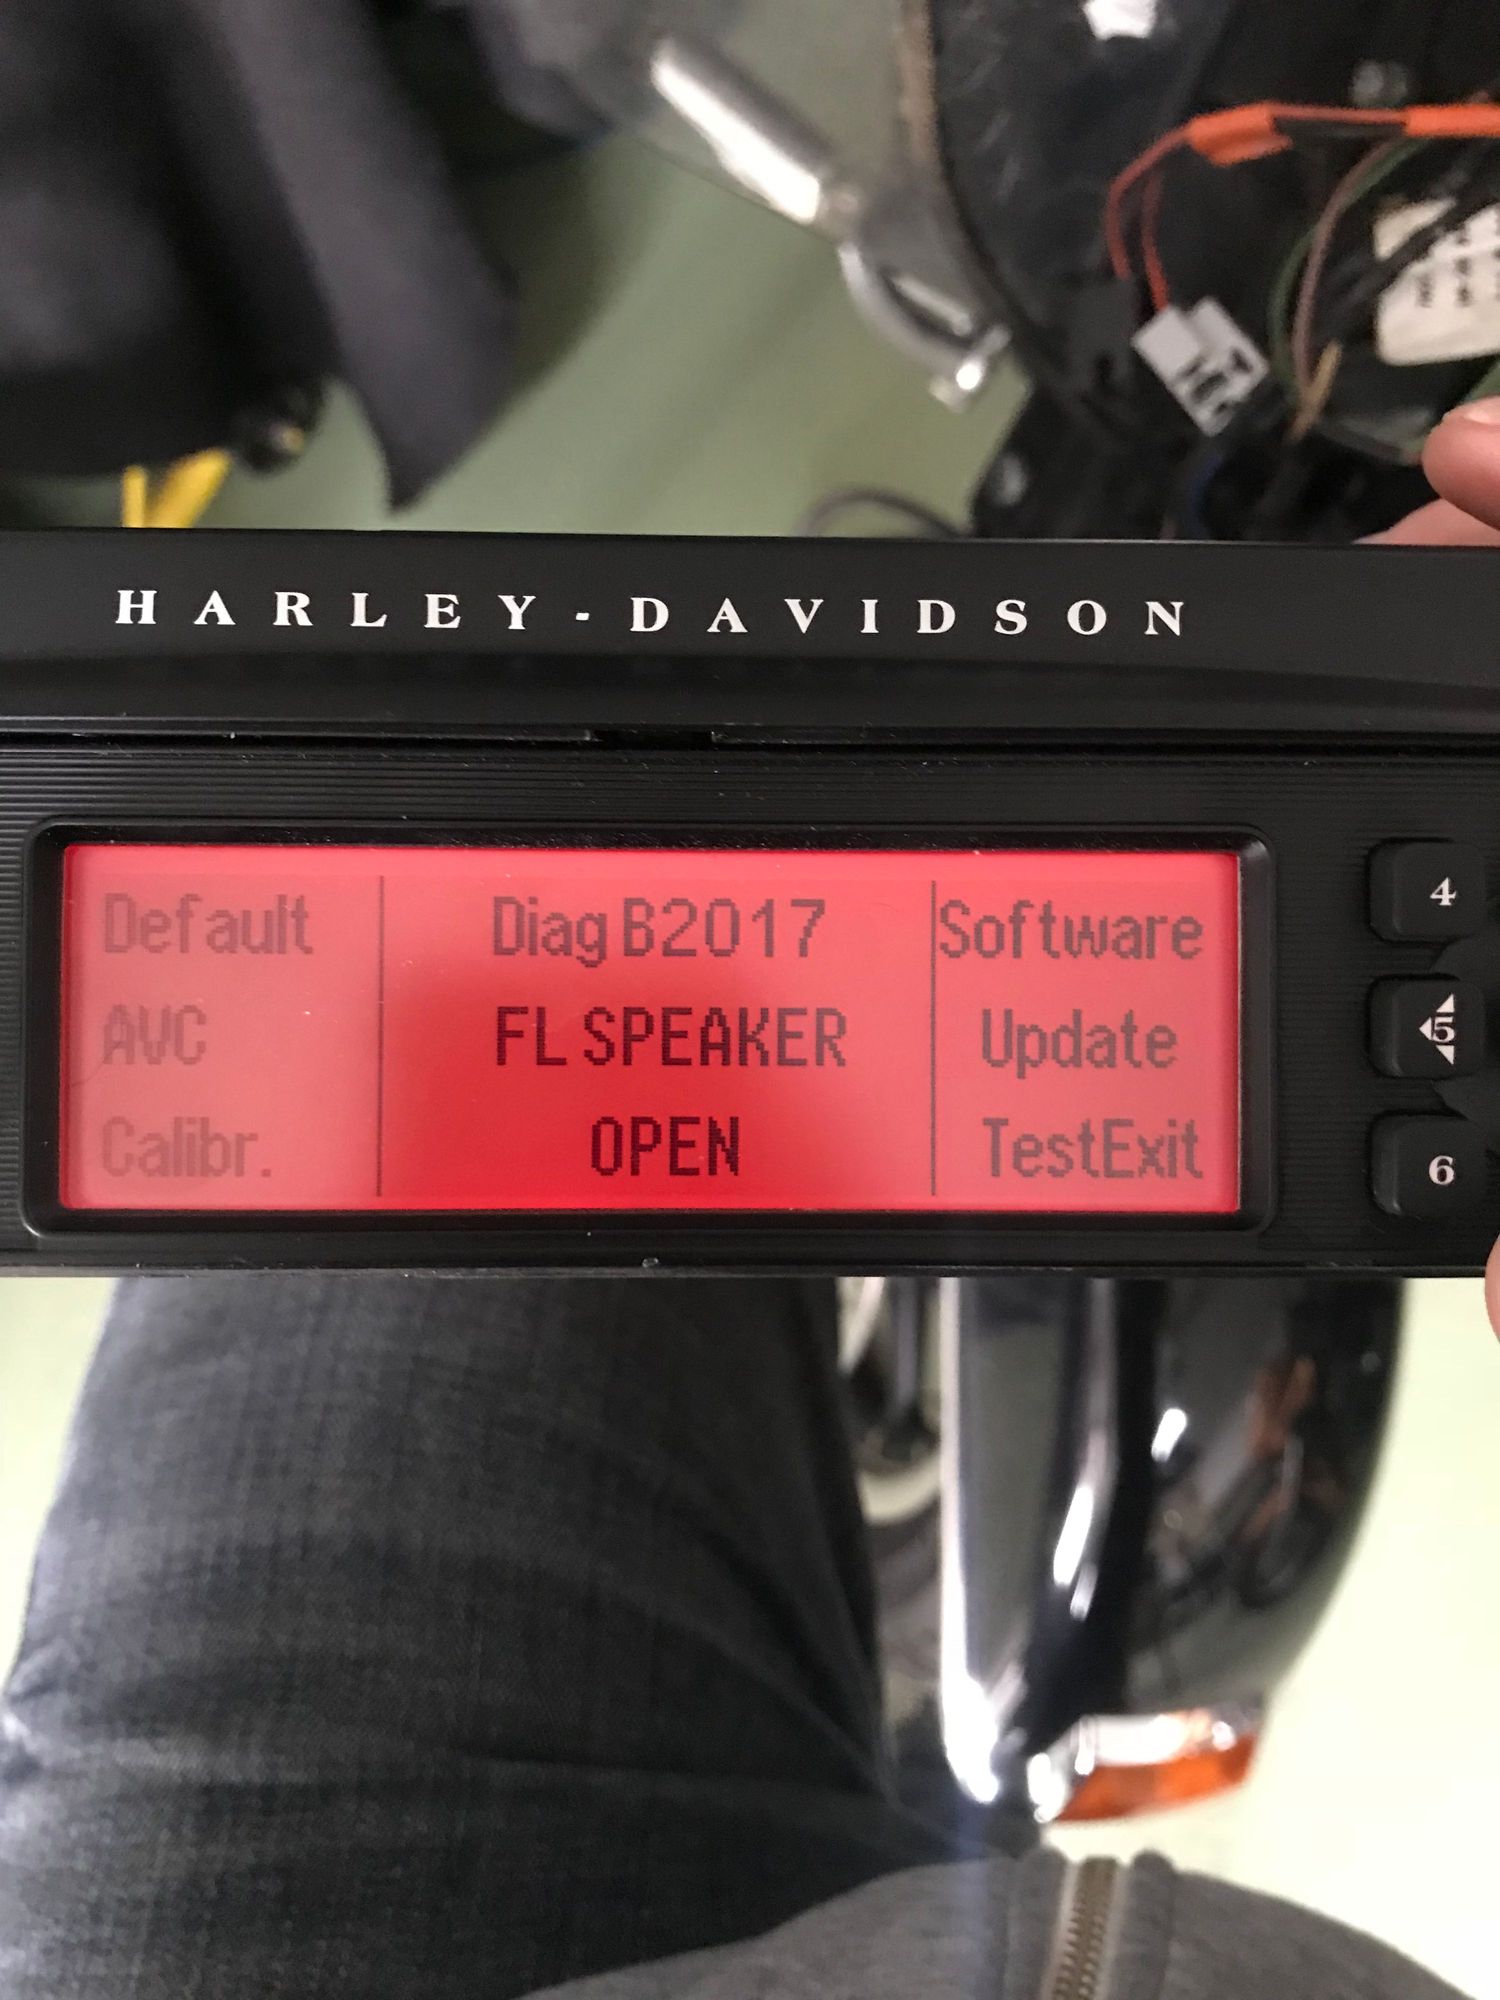 HARLEY-DAVIDSON
Default
Diag B2017
Software
4
AVC
FL SPEAKER
Update
5
Calibr.
OPEN
TestExit
6